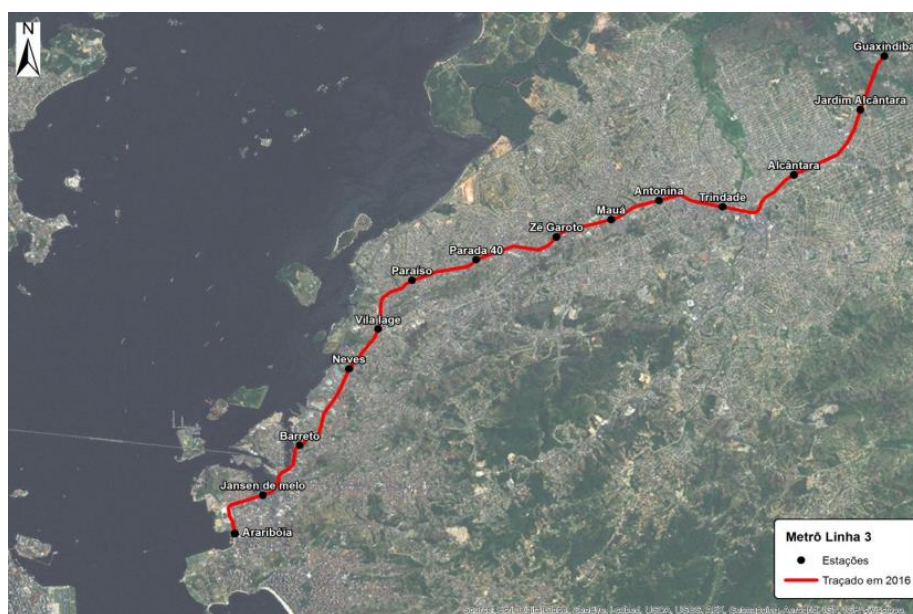 N
Guaxindiba
Jardim Alcântara
Alcântara
Antonina
Trindade
Mauá
Zé Garoto
Parada 40
Paraíso
Vila lage
Neves
Barreto
Jansen de melo
Arariboia
Metrô Linha 3
Estações
Traçado em 2016